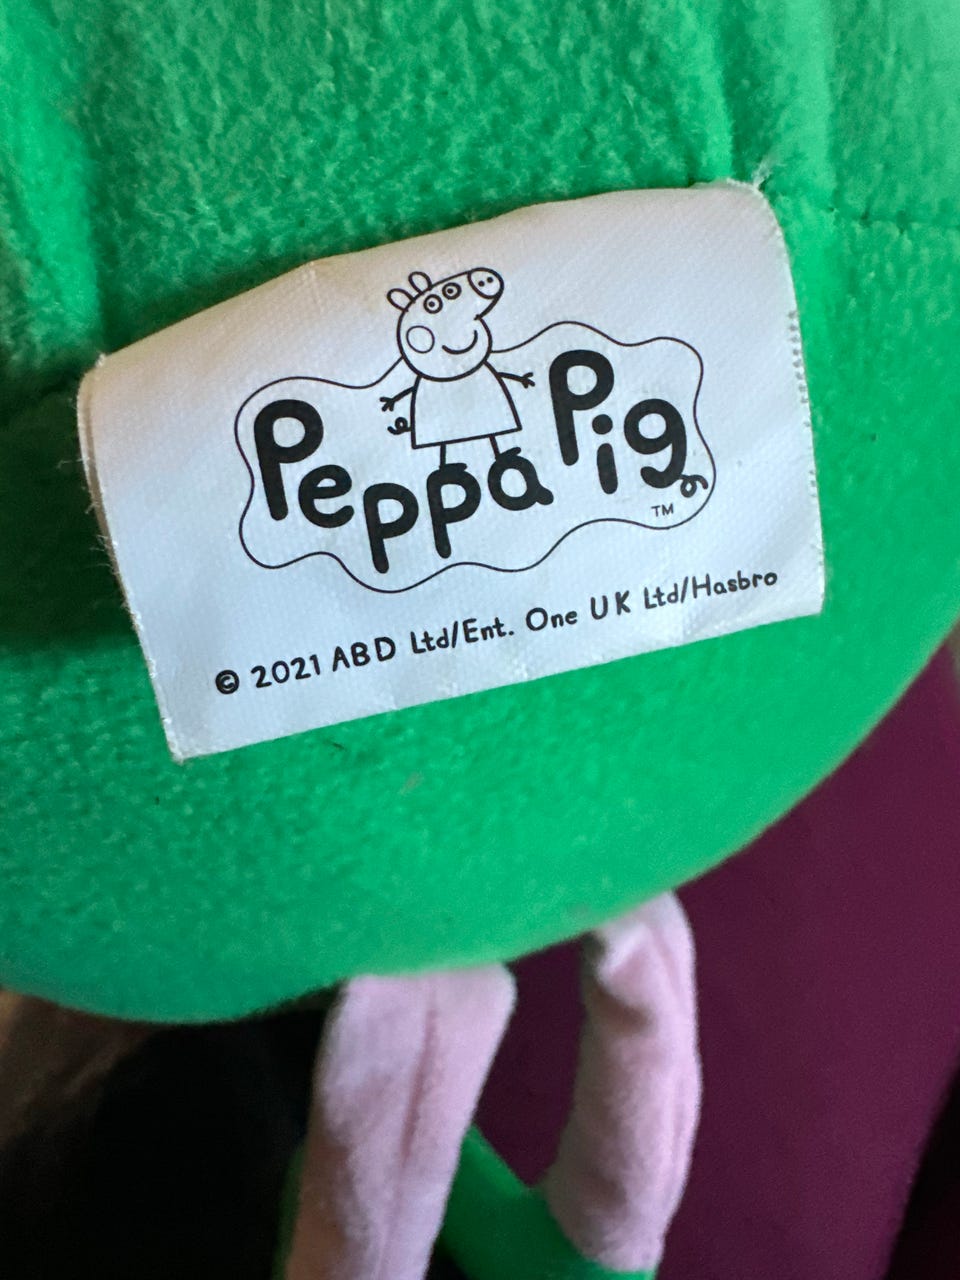 Peppa Pig
TM
© 2021 ABD Ltd/Ent. One UK Ltd/Hasbro